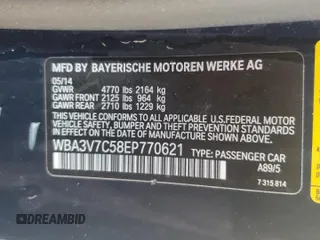 MFD BY BAYERISCHE MOTOREN WERKE AG
05/14
GVWR 4770 LB 2164 KG
GAWR FRONT 2125 LBS 964 KG
GAWR REAR 2710 LBS 1229 KG
THIS VEHICLE CONFORMS TO ALL APPLICABLE U.S.FEDERAL
MOTOR VEHICLE SAFETY, BUMPER, AND THEFT PREVENTION
STANDARDS IN EFFECT ON THE DATE OF MANUFACTURE
SHOWN ABOVE.
WBA3V7C58EP770621 TYPE: PASSENGER CAR
A89/5
7 315 814
DREAMBID